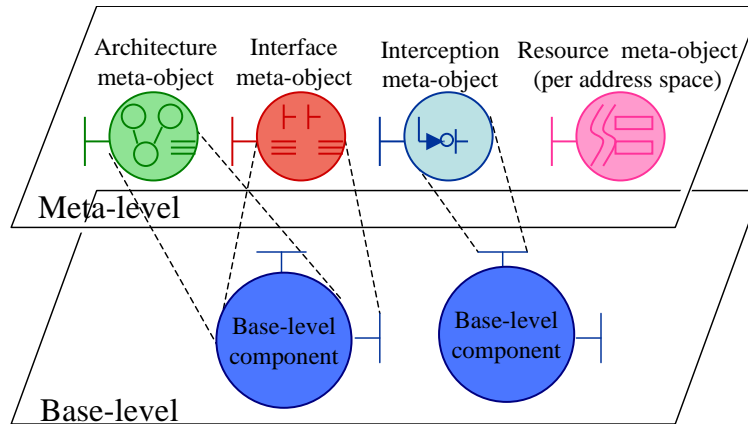 Architecture
meta-object
Interface
meta-object
Interception
meta-object
Resource meta-object
(per address space)
Meta-level
Base-level
component
Base-level
component
Base-level